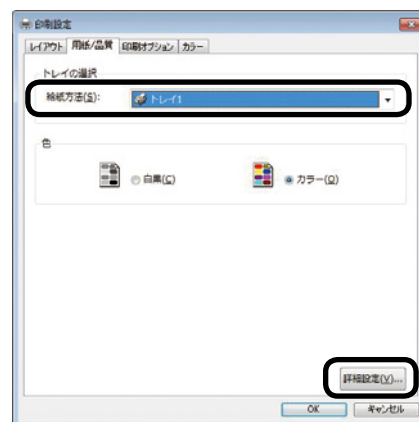 印刷設定
レイアウト 用紙/品質 印刷オプション カラー
トレイの選択
給紙方法(S): トレイ1
色
白黒(C) カラー(O)
詳細設定(V)...
OK キャンセル